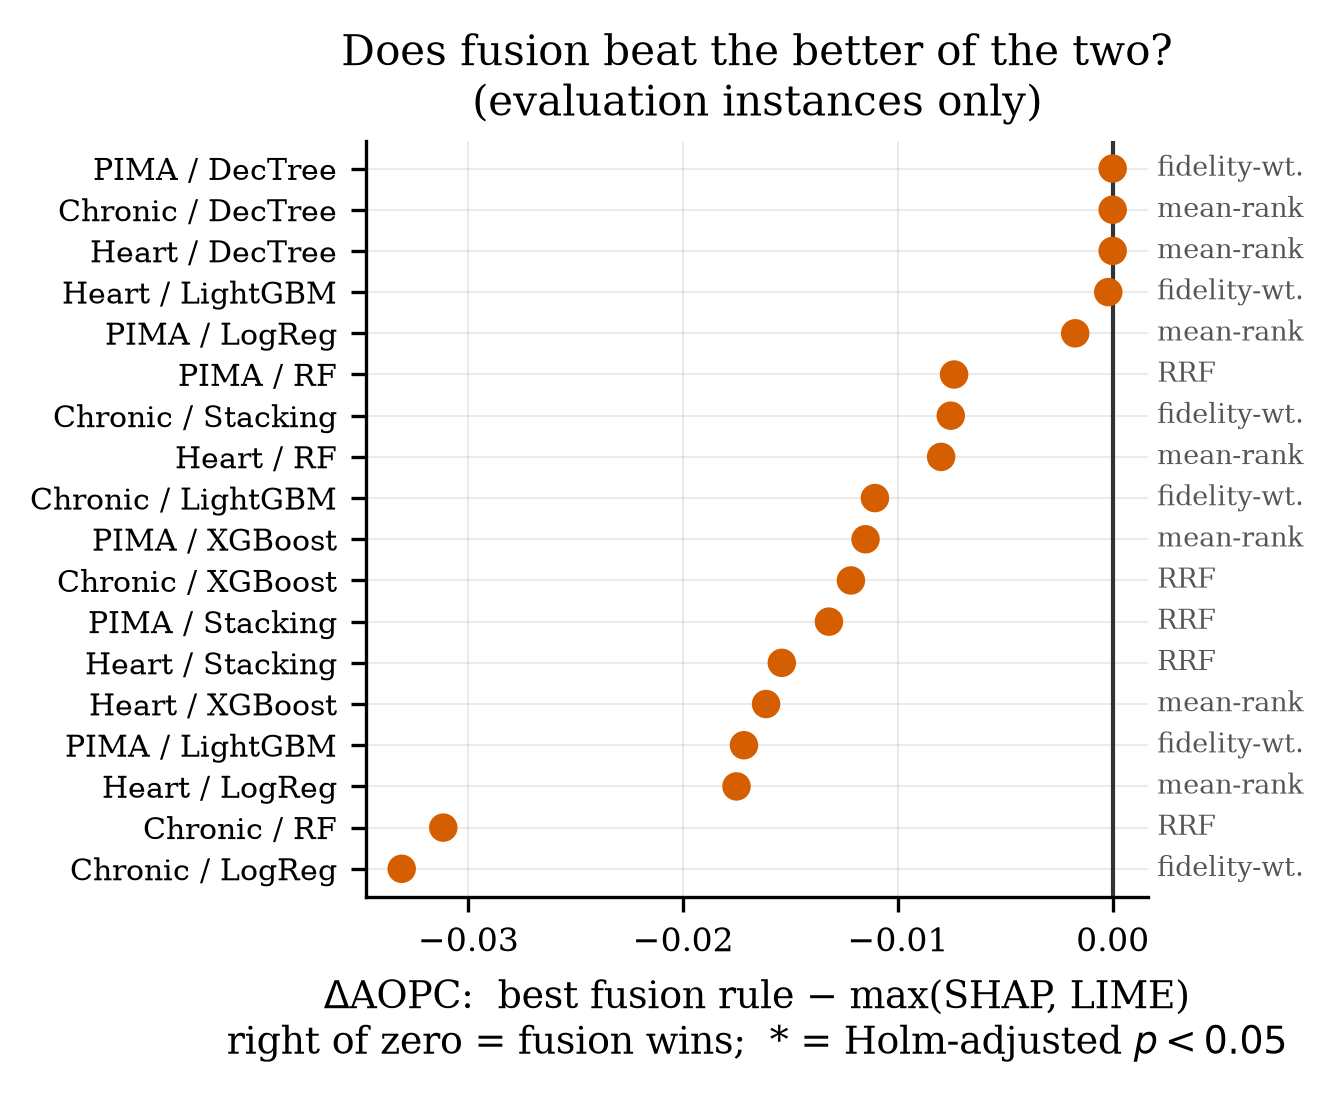 Does fusion beat the better of the two?
(evaluation instances only)
PIMA / DecTree fidelity-wt.
Chronic / DecTree mean-rank
Heart / DecTree mean-rank
Heart / LightGBM fidelity-wt.
PIMA / LogReg mean-rank
PIMA / RF RRF
Chronic / Stacking fidelity-wt.
Heart / RF mean-rank
Chronic / LightGBM fidelity-wt.
PIMA / XGBoost mean-rank
Chronic / XGBoost RRF
PIMA / Stacking RRF
Heart / Stacking RRF
Heart / XGBoost mean-rank
PIMA / LightGBM fidelity-wt.
Heart / LogReg mean-rank
Chronic / RF RRF
Chronic / LogReg fidelity-wt.
−0.03 −0.02 −0.01 0.00
ΔAOPC: best fusion rule − max(SHAP, LIME)
right of zero = fusion wins; * = Holm-adjusted p < 0.05